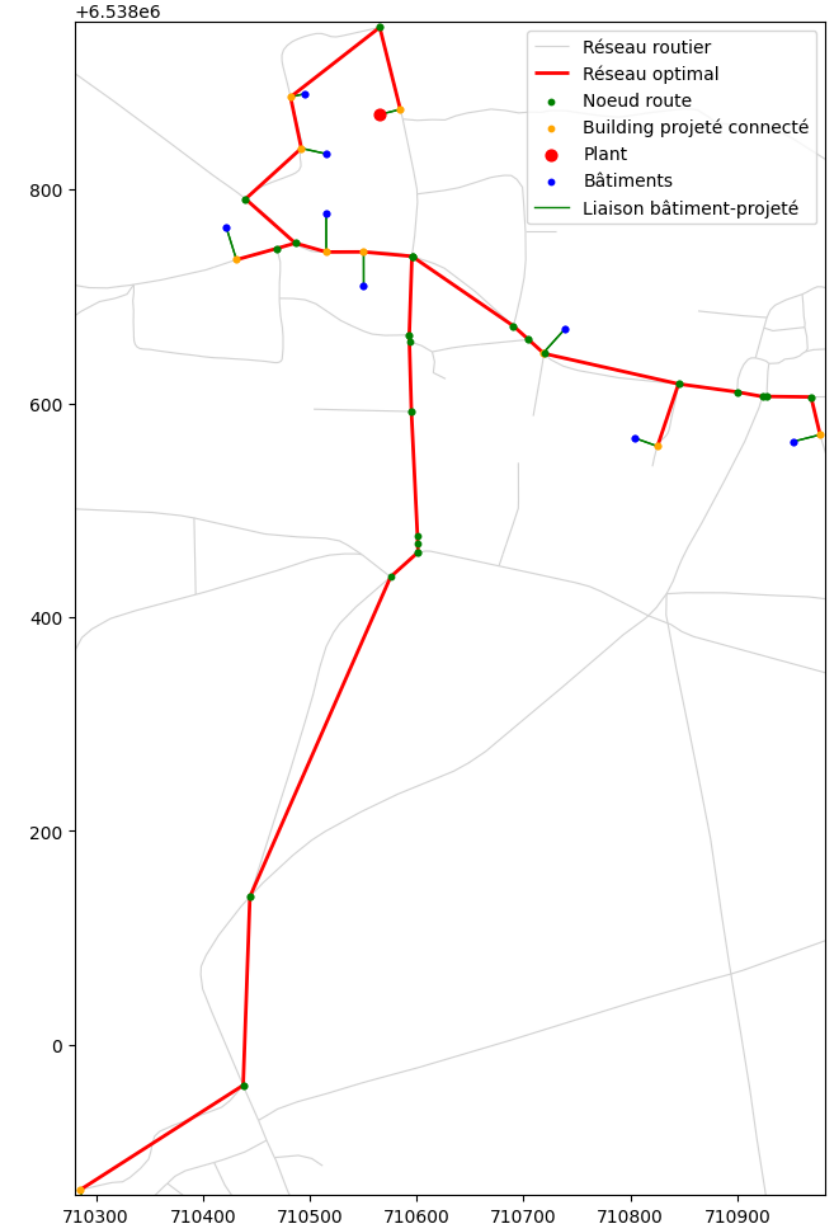 +6.538e6
Réseau routier
Réseau optimal
Noeud route
Building projeté connecté
Plant
Bâtiments
Liaison bâtiment-projeté
800
600
400
200
0
710300 710400 710500 710600 710700 710800 710900